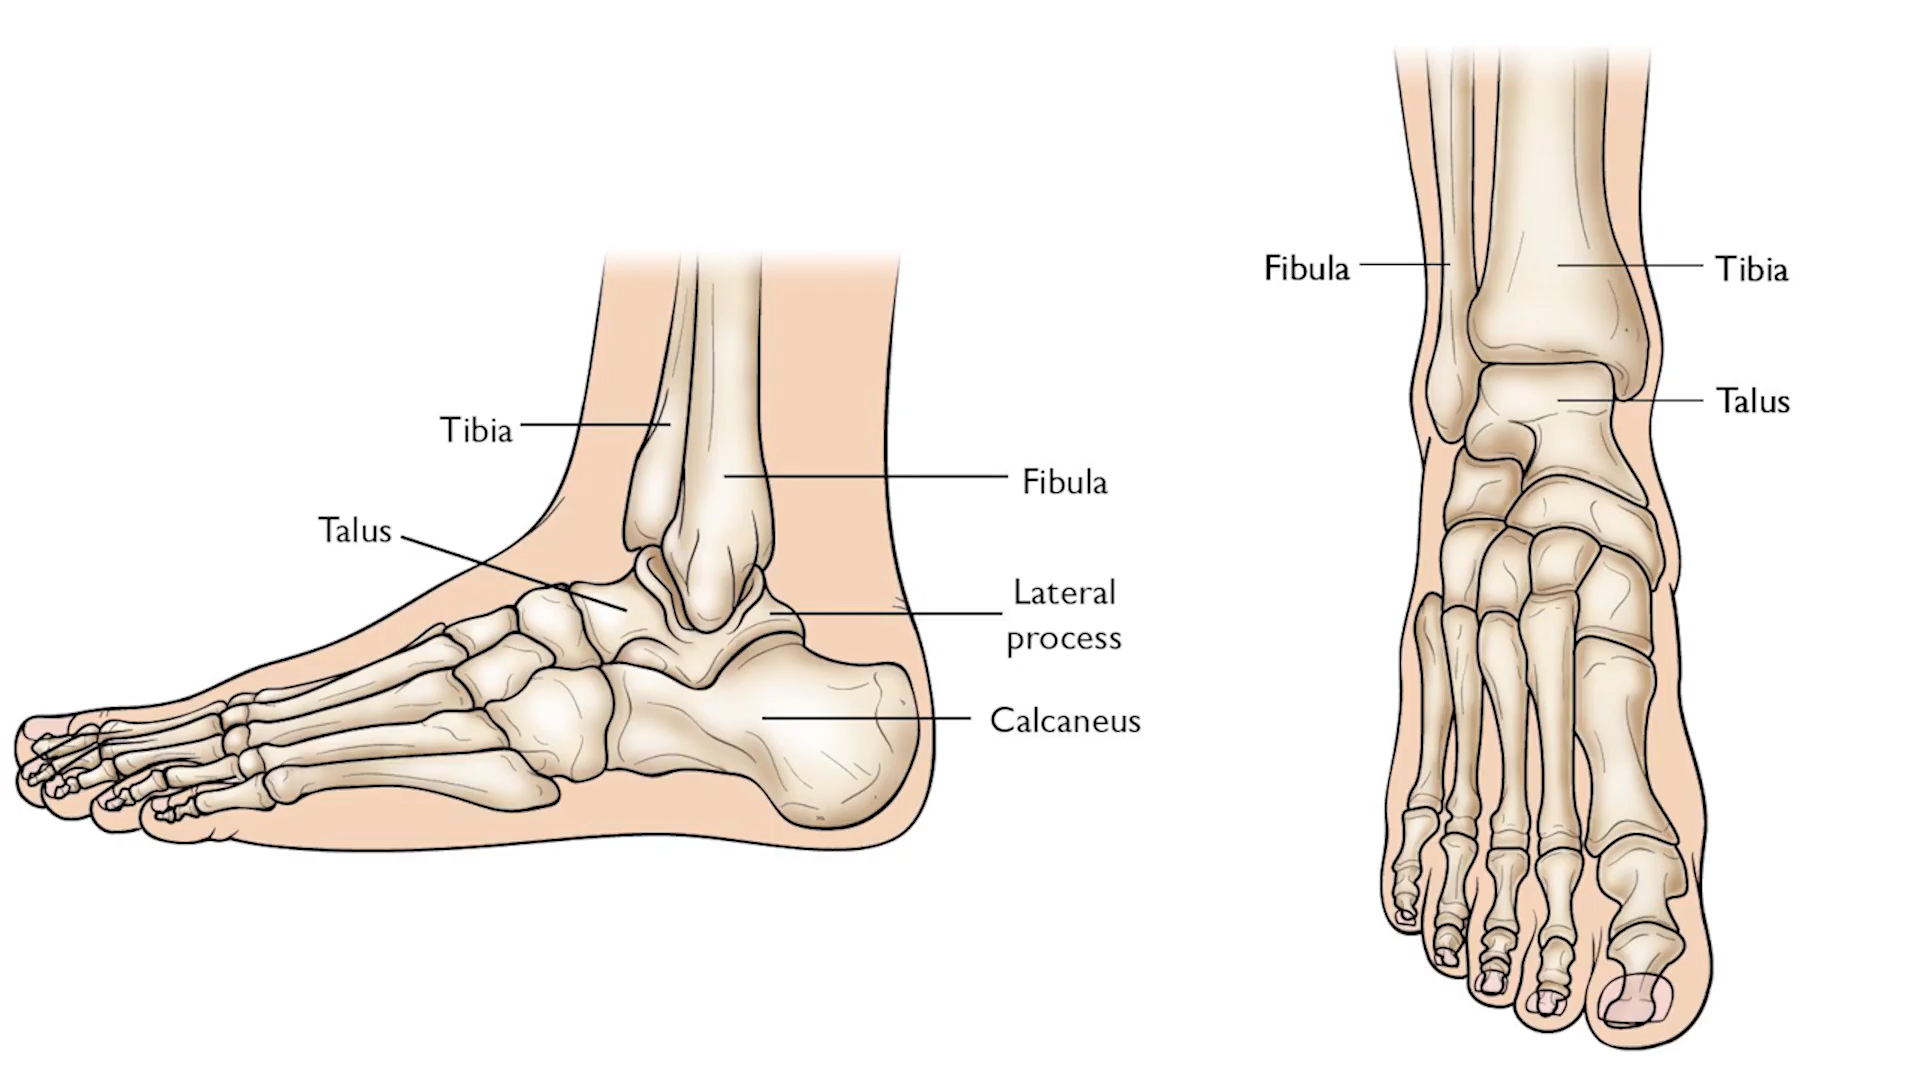 Tibia
Fibula
Talus
Lateral
process
Calcaneus
Fibula
Tibia
Talus